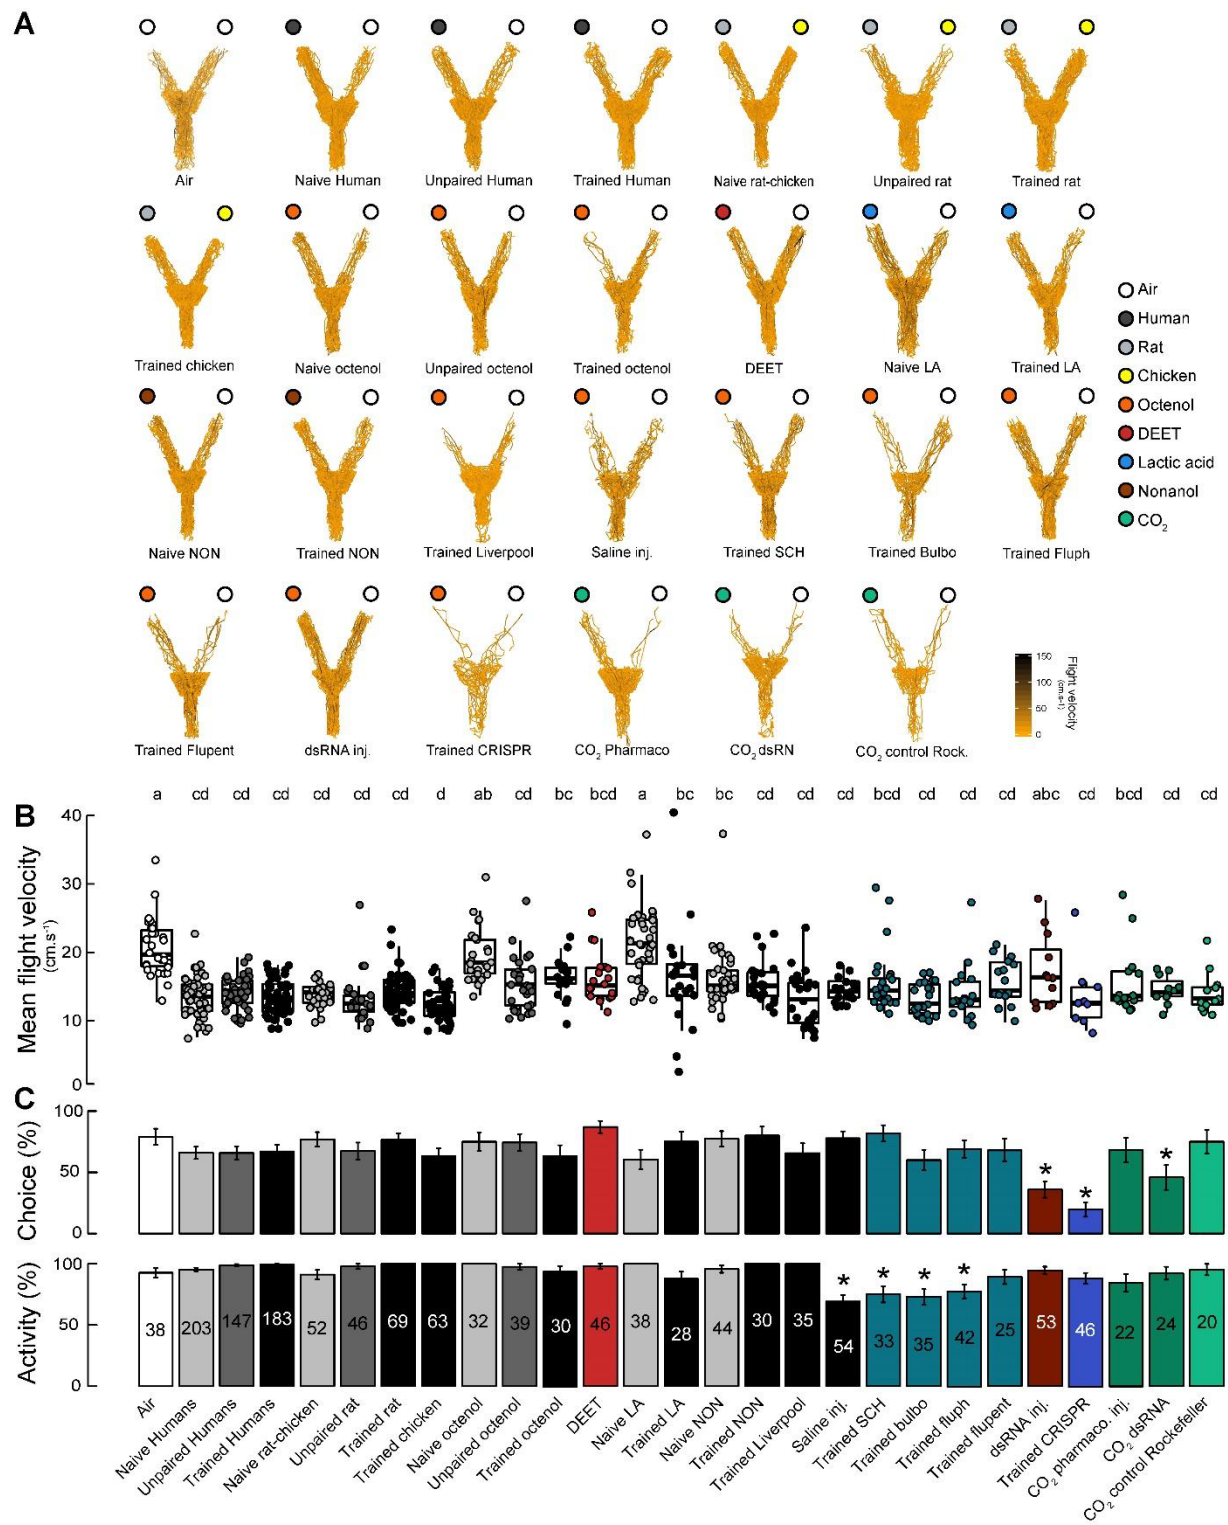 A
Air
Naive Human
Unpaired Human
Trained Human
Naive rat-chicken
Unpaired rat
Trained rat
Trained chicken
Naive octenol
Unpaired octenol
Trained octenol
DEET
Naive LA
Trained LA
Naive NON
Trained NON
Trained Liverpool
Saline inj.
Trained SCH
Trained Bulbo
Trained Fluph
Trained Flupent
dsRNA inj.
Trained CRISPR
CO2 Pharmaco
CO2 dsRN
CO2 control Rock.
Air
Human
Rat
Chicken
Octenol
DEET
Lactic acid
Nonanol
CO2
150
100
50
0
Flight velocity
(cm.s-1)
B
a cd cd cd cd cd cd d ab cd bc bcd a bc bc cd cd cd bcd cd cd cd abc cd bcd cd cd
Mean flight velocity
(cm.s-1)
40
30
20
10
0
C
Choice (%)
100
50
0
* * *
Activity (%)
100
50
0
* * * *
38 203 147 183 52 46 69 63 32 39 30 46 38 28 44 30 35 54 33 35 42 25 53 46 22 24 20
Air
Naive Humans
Unpaired Humans
Trained Humans
Naive rat-chicken
Unpaired rat
Trained rat
Trained chicken
Naive octenol
Unpaired octenol
Trained octenol
DEET
Naive LA
Trained LA
Naive NON
Trained NON
Trained Liverpool
Saline inj.
Trained SCH
Trained bulbo
Trained fluph
Trained flupent
dsRNA inj.
Trained CRISPR
CO2 pharmaco. inj.
CO2 dsRNA
CO2 control Rockefeller